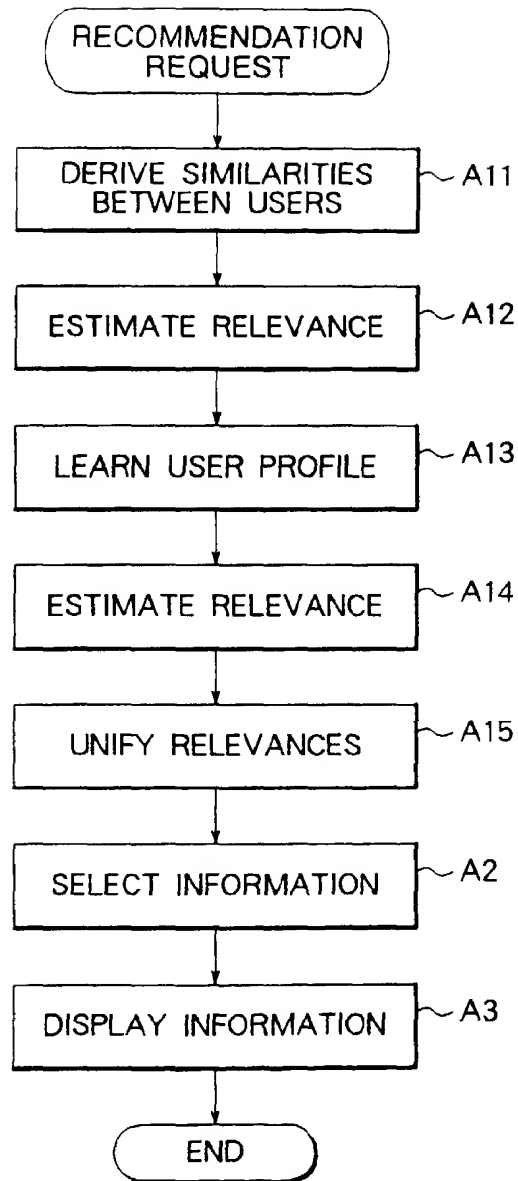 RECOMMENDATION
REQUEST
DERIVE SIMILARITIES
BETWEEN USERS
A11
ESTIMATE RELEVANCE
A12
LEARN USER PROFILE
A13
ESTIMATE RELEVANCE
A14
UNIFY RELEVANCES
A15
SELECT INFORMATION
A2
DISPLAY INFORMATION
A3
END